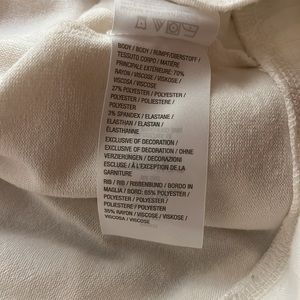 BODY / BODY / RUMPF/OBERSTOFF /
TESSUTO CORPO / MATIÈRE
PRINCIPALE EXTÉRIEURE: 70%
RAYON / VISCOSE / VISKOSE /
VISCOSA / VISCOSE
27% POLYESTER / POLYESTER /
POLYESTER / POLIESTERE /
POLYESTER
3% SPANDEX / ELASTANE /
ELASTHAN / ELASTAN /
ÉLASTHANNE
EXCLUSIVE OF DECORATION /
EXCLUSIVE OF DECORATION / OHNE
VERZIERUNGEN / DECORAZIONI
ESCLUSE / À L'EXCEPTION DE LA
GARNITURE
RIB / RIB / RIBBENBUND / BORDO IN
MAGLIA / BORD: 65% POLYESTER /
POLYESTER / POLYESTER /
POLIESTERE / POLYESTER
35% RAYON / VISCOSE / VISKOSE /
VISCOSA / VISCOSE